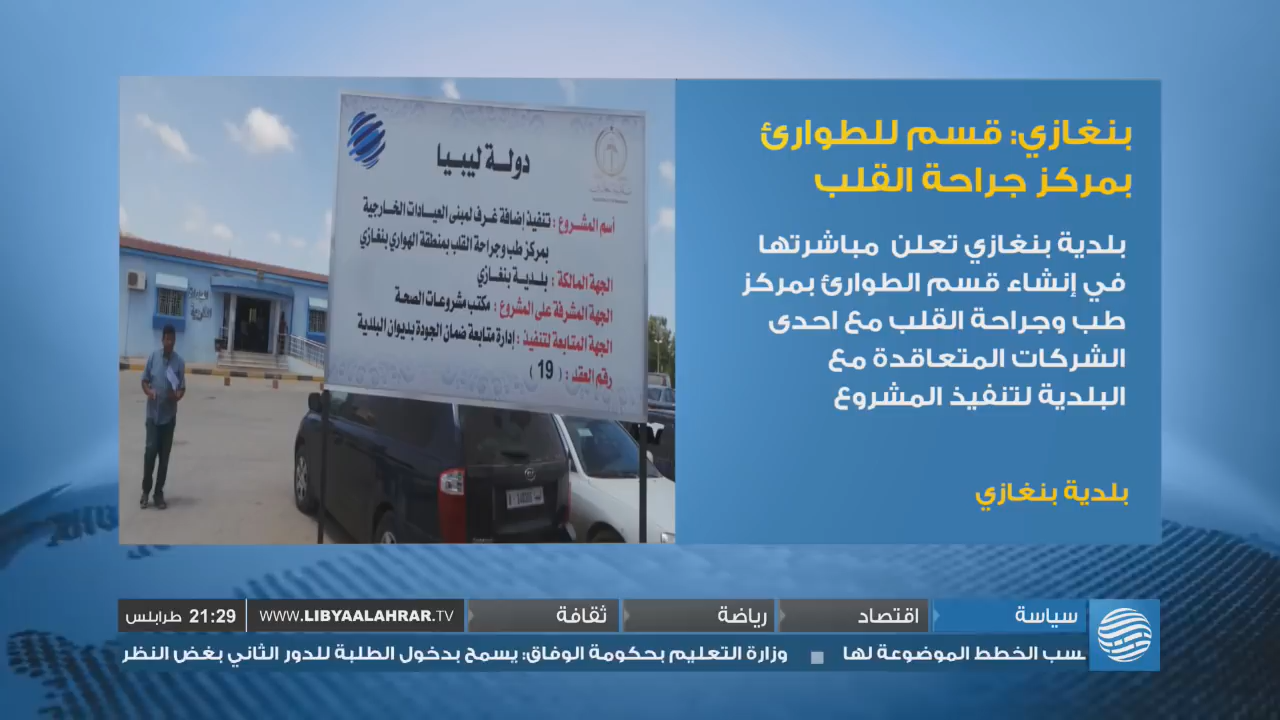 بنغازي: قسم للطوارئ
بمركز جراحة القلب
بلدية بنغازي تعلن مباشرتها
في إنشاء قسم الطوارئ بمركز
طب وجراحة القلب مع احدى
الشركات المتعاقدة مع
البلدية لتنفيذ المشروع
بلدية بنغازي
دولة ليبيا
أسم المشروع : تنفيذ إضافة غرف لمبنى العيادات الخارجية
بمركز طب وجراحة القلب بمنطقة الهواري بنغازي
الجهة المالكة : بلدية بنغازي
الجهة المشرفة على المشروع : مكتب مشروعات الصحة
الجهة المتابعة لتنفيذ : إدارة متابعة ضمان الجودة بديوان البلدية
رقم العقد : ( 19 )
سياسة
اقتصاد
رياضة
ثقافة
WWW.LIBYAALAHRAR.TV
21:29 طرابلس
سب الخطط الموضوعة لها ■ وزارة التعليم بحكومة الوفاق: يسمح بدخول الطلبة للدور الثاني بغض النظر